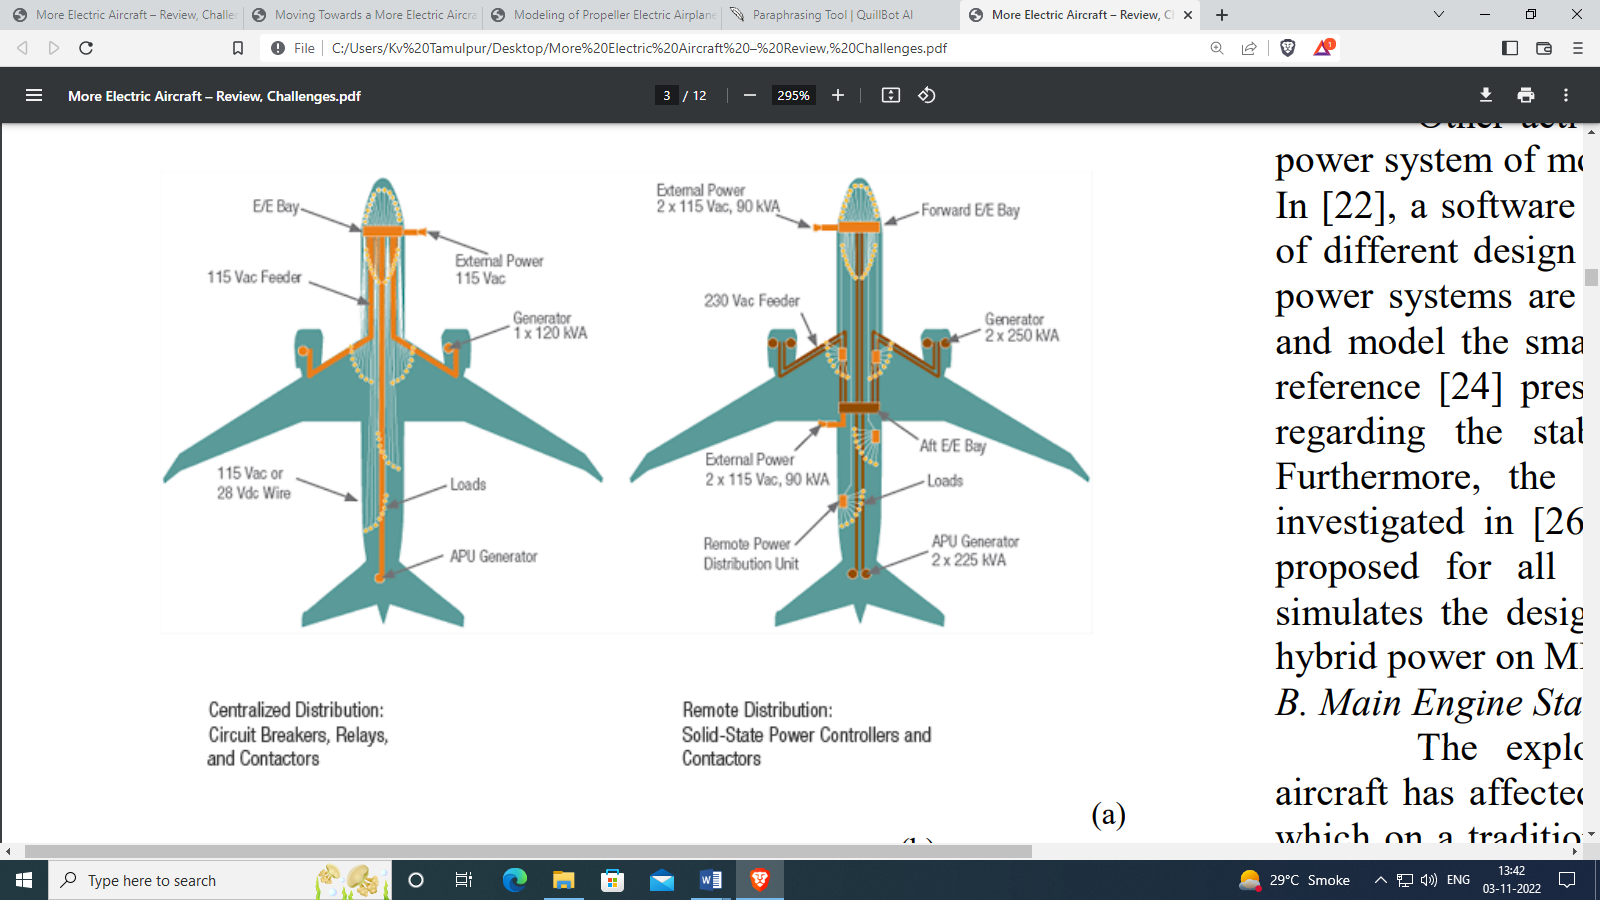 More Electric Aircraft – Review, Challe
Moving Towards a More Electric Aircra
Modeling of Propeller Electric Airplane
Paraphrasing Tool | QuillBot AI
More Electric Aircraft – Review, C
File
C:/Users/Kv%20Tamulpur/Desktop/More%20Electric%20Aircraft%20–%20Review,%20Challenges.pdf
1
More Electric Aircraft – Review, Challenges.pdf
3 / 12
295%
E/E Bay
External Power
115 Vac
115 Vac Feeder
Generator
1 x 120 kVA
115 Vac or
28 Vdc Wire
Loads
APU Generator
External Power
2 x 115 Vac, 90 kVA
Forward E/E Bay
230 Vac Feeder
Generator
2 x 250 kVA
Aft E/E Bay
External Power
2 x 115 Vac, 90 kVA
Loads
Remote Power
Distribution Unit
APU Generator
2 x 225 kVA
Centralized Distribution:
Circuit Breakers, Relays,
and Contactors
Remote Distribution:
Solid-State Power Controllers and
Contactors
(a)
power system of mo
In [22], a software
of different design
power systems are
and model the sma
reference [24] pres
regarding the stab
Furthermore, the
investigated in [26
proposed for all
simulates the desig
hybrid power on M
B. Main Engine Sta
The explo
aircraft has affected
which on a traditio
Type here to search
29°C Smoke
ENG
13:42
03-11-2022